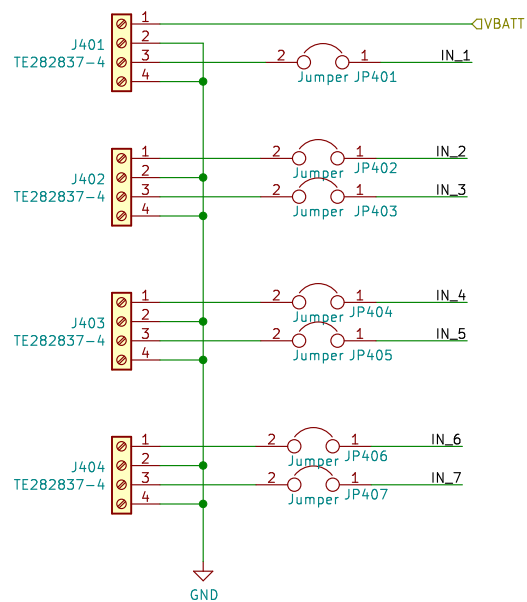 1 VBATT
J401 2
TE282837-4 3 2 1 IN_1
4 Jumper JP401
1 2 1 IN_2
J402 2 Jumper JP402
TE282837-4 3 2 1 IN_3
4 Jumper JP403
1 2 1 IN_4
J403 2 Jumper JP404
TE282837-4 3 2 1 IN_5
4 Jumper JP405
1 2 1 IN_6
J404 2 Jumper JP406
TE282837-4 3 2 1 IN_7
4 Jumper JP407
GND